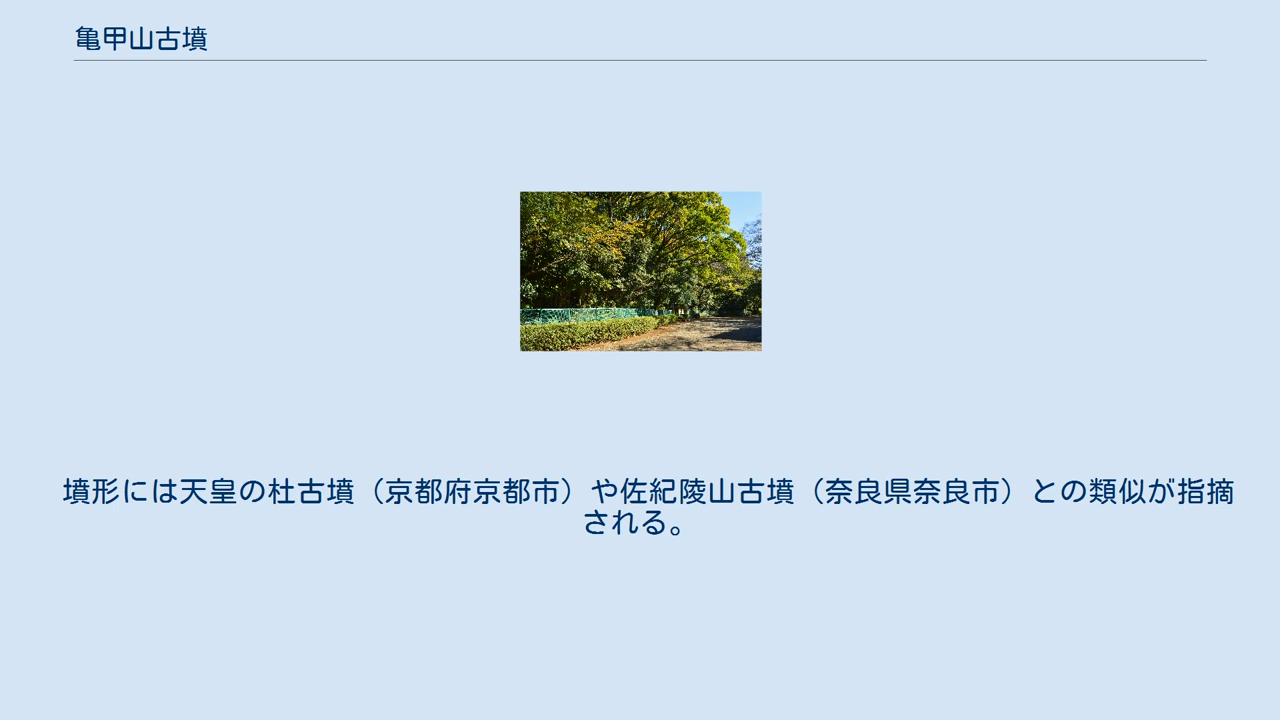 亀甲山古墳
墳形には天皇の杜古墳（京都府京都市）や佐紀陵山古墳（奈良県奈良市）との類似が指摘
される。